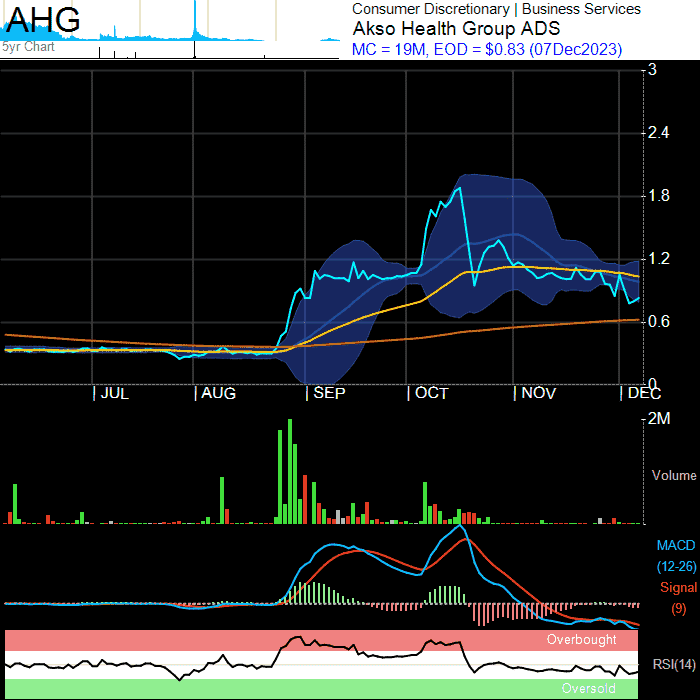 AHG
5yr Chart
Consumer Discretionary | Business Services
Akso Health Group ADS
MC = 19M, EOD = $0.83 (07Dec2023)
3
2.4
1.8
1.2
0.6
0
JUL AUG SEP OCT NOV DEC
2M
Volume
MACD
(12-26)
Signal
(9)
Overbought
RSI(14)
Oversold